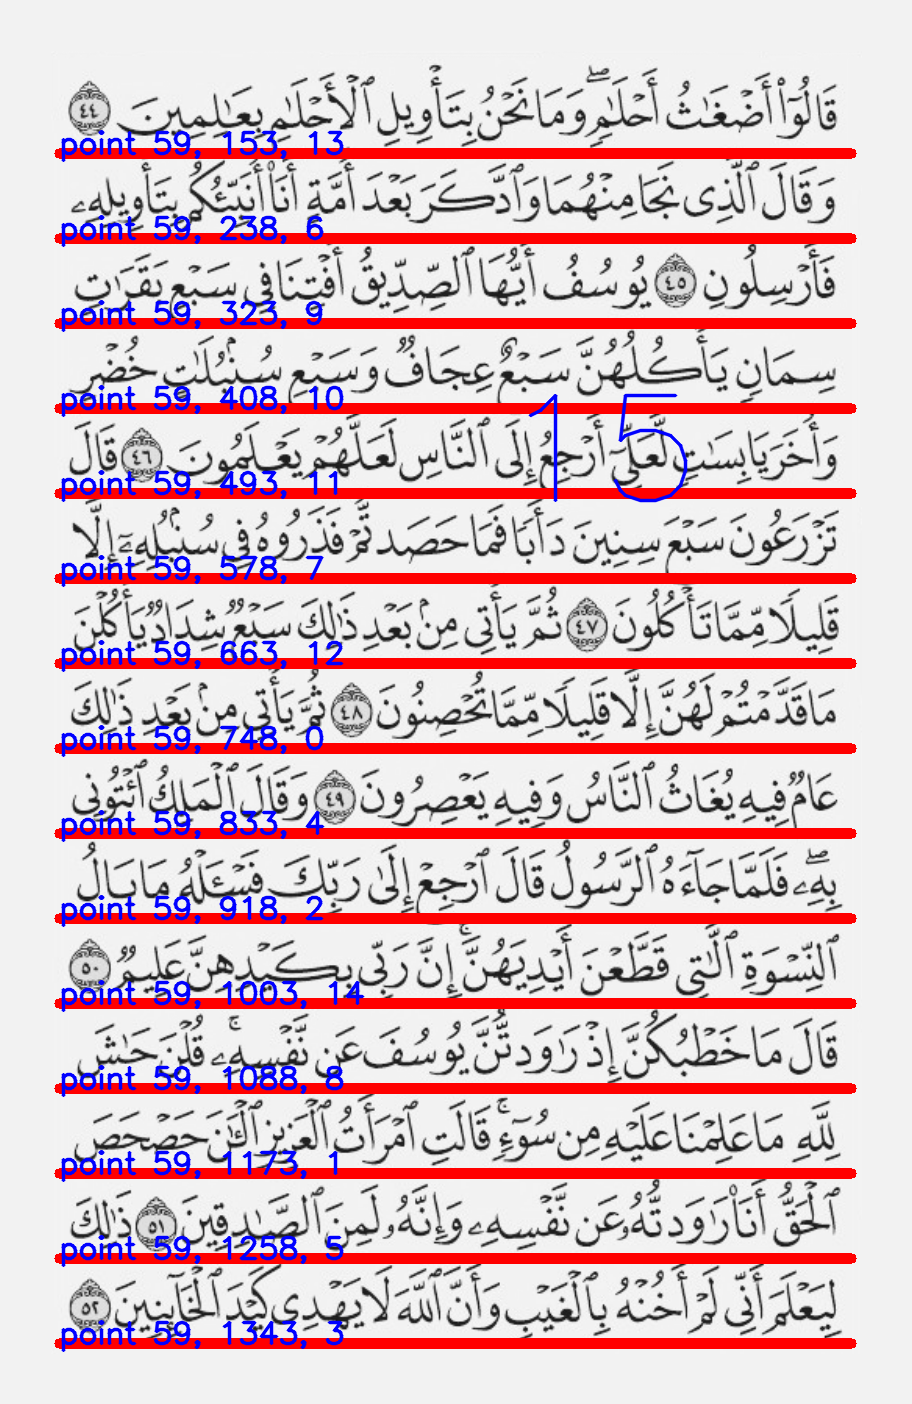 قَالُوٓا۟ أَضْغَـٰثُ أَحْلَـٰمٍۢ ۖ وَمَا نَحْنُ بِتَأْوِيلِ ٱلْأَحْلَـٰمِ بِعَـٰلِمِينَ ٤٤
point 59, 153, 13
وَقَالَ ٱلَّذِى نَجَا مِنْهُمَا وَٱدَّكَرَ بَعْدَ أُمَّةٍ أَنَا۠ أُنَبِّئُكُم بِتَأْوِيلِهِۦ
point 59, 238, 6
فَأَرْسِلُونِ ٤٥ يُوسُفُ أَيُّهَا ٱلصِّدِّيقُ أَفْتِنَا فِى سَبْعِ بَقَرَٰتٍۢ
point 59, 323, 9
سِمَانٍۢ يَأْكُلُهُنَّ سَبْعٌ عِجَافٌۭ وَسَبْعِ سُنۢبُلَـٰتٍ خُضْرٍۢ
point 59, 408, 10
وَأُخَرَ يَابِسَـٰتٍۢ لَّعَلِّىٓ أَرْجِعُ إِلَى ٱلنَّاسِ لَعَلَّهُمْ يَعْلَمُونَ ٤٦ قَالَ
15
point 59, 493, 11
تَزْرَعُونَ سَبْعَ سِنِينَ دَأَبًۭا فَمَا حَصَدتُّمْ فَذَرُوهُ فِى سُنۢبُلِهِۦٓ إِلَّا
point 59, 578, 7
قَلِيلًۭا مِّمَّا تَأْكُلُونَ ٤٧ ثُمَّ يَأْتِى مِنۢ بَعْدِ ذَٰلِكَ سَبْعٌۭ شِدَادٌۭ يَأْكُلْنَ
point 59, 663, 12
مَا قَدَّمْتُمْ لَهُنَّ إِلَّا قَلِيلًۭا مِّمَّا تُحْصِنُونَ ٤٨ ثُمَّ يَأْتِى مِنۢ بَعْدِ ذَٰلِكَ
point 59, 748, 0
عَامٌۭ فِيهِ يُغَاثُ ٱلنَّاسُ وَفِيهِ يَعْصِرُونَ ٤٩ وَقَالَ ٱلْمَلِكُ ٱئْتُونِى
point 59, 833, 4
بِهِۦ ۖ فَلَمَّا جَآءَهُ ٱلرَّسُولُ قَالَ ٱرْجِعْ إِلَىٰ رَبِّكَ فَسْـَٔلْهُ مَا بَالُ
point 59, 918, 2
ٱلنِّسْوَةِ ٱلَّـٰتِى قَطَّعْنَ أَيْدِيَهُنَّ ۚ إِنَّ رَبِّى بِكَيْدِهِنَّ عَلِيمٌۭ ٥٠
point 59, 1003, 14
قَالَ مَا خَطْبُكُنَّ إِذْ رَٰوَدتُّنَّ يُوسُفَ عَن نَّفْسِهِۦ ۚ قُلْنَ حَـٰشَ
point 59, 1088, 8
لِلَّهِ مَا عَلِمْنَا عَلَيْهِ مِن سُوٓءٍۢ ۚ قَالَتِ ٱمْرَأَتُ ٱلْعَزِيزِ ٱلْـَٔـٰنَ حَصْحَصَ
point 59, 1173, 1
ٱلْحَقُّ أَنَا۠ رَٰوَدتُّهُۥ عَن نَّفْسِهِۦ وَإِنَّهُۥ لَمِنَ ٱلصَّـٰدِقِينَ ٥١ ذَٰلِكَ
point 59, 1258, 5
لِيَعْلَمَ أَنِّى لَمْ أَخُنْهُ بِٱلْغَيْبِ وَأَنَّ ٱللَّهَ لَا يَهْدِى كَيْدَ ٱلْخَآئِنِينَ ٥٢
point 59, 1343, 3